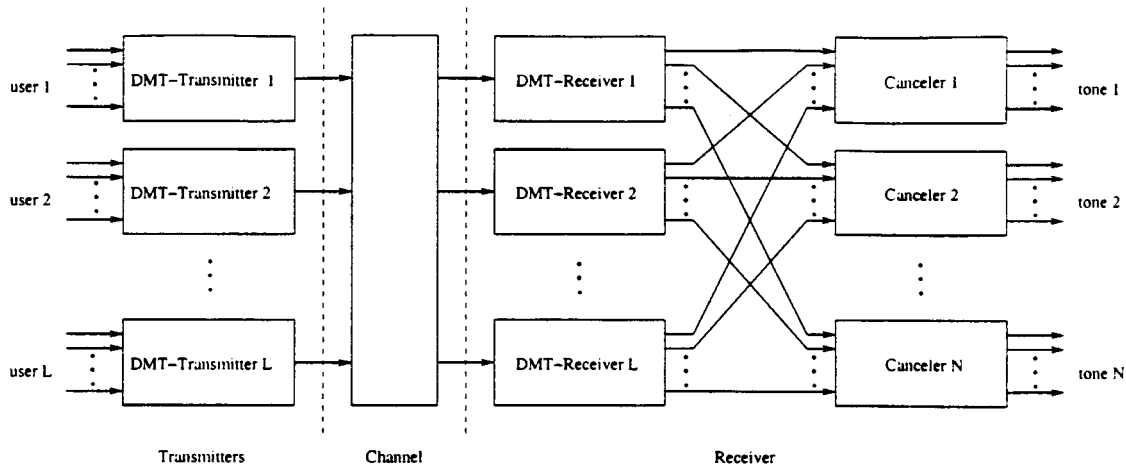 user 1
DMT-Transmitter 1
DMT-Receiver 1
Canceler 1
tone 1
user 2
DMT-Transmitter 2
DMT-Receiver 2
Canceler 2
tone 2
user L
DMT-Transmitter L
DMT-Receiver L
Canceler N
tone N
Transmitters
Channel
Receiver